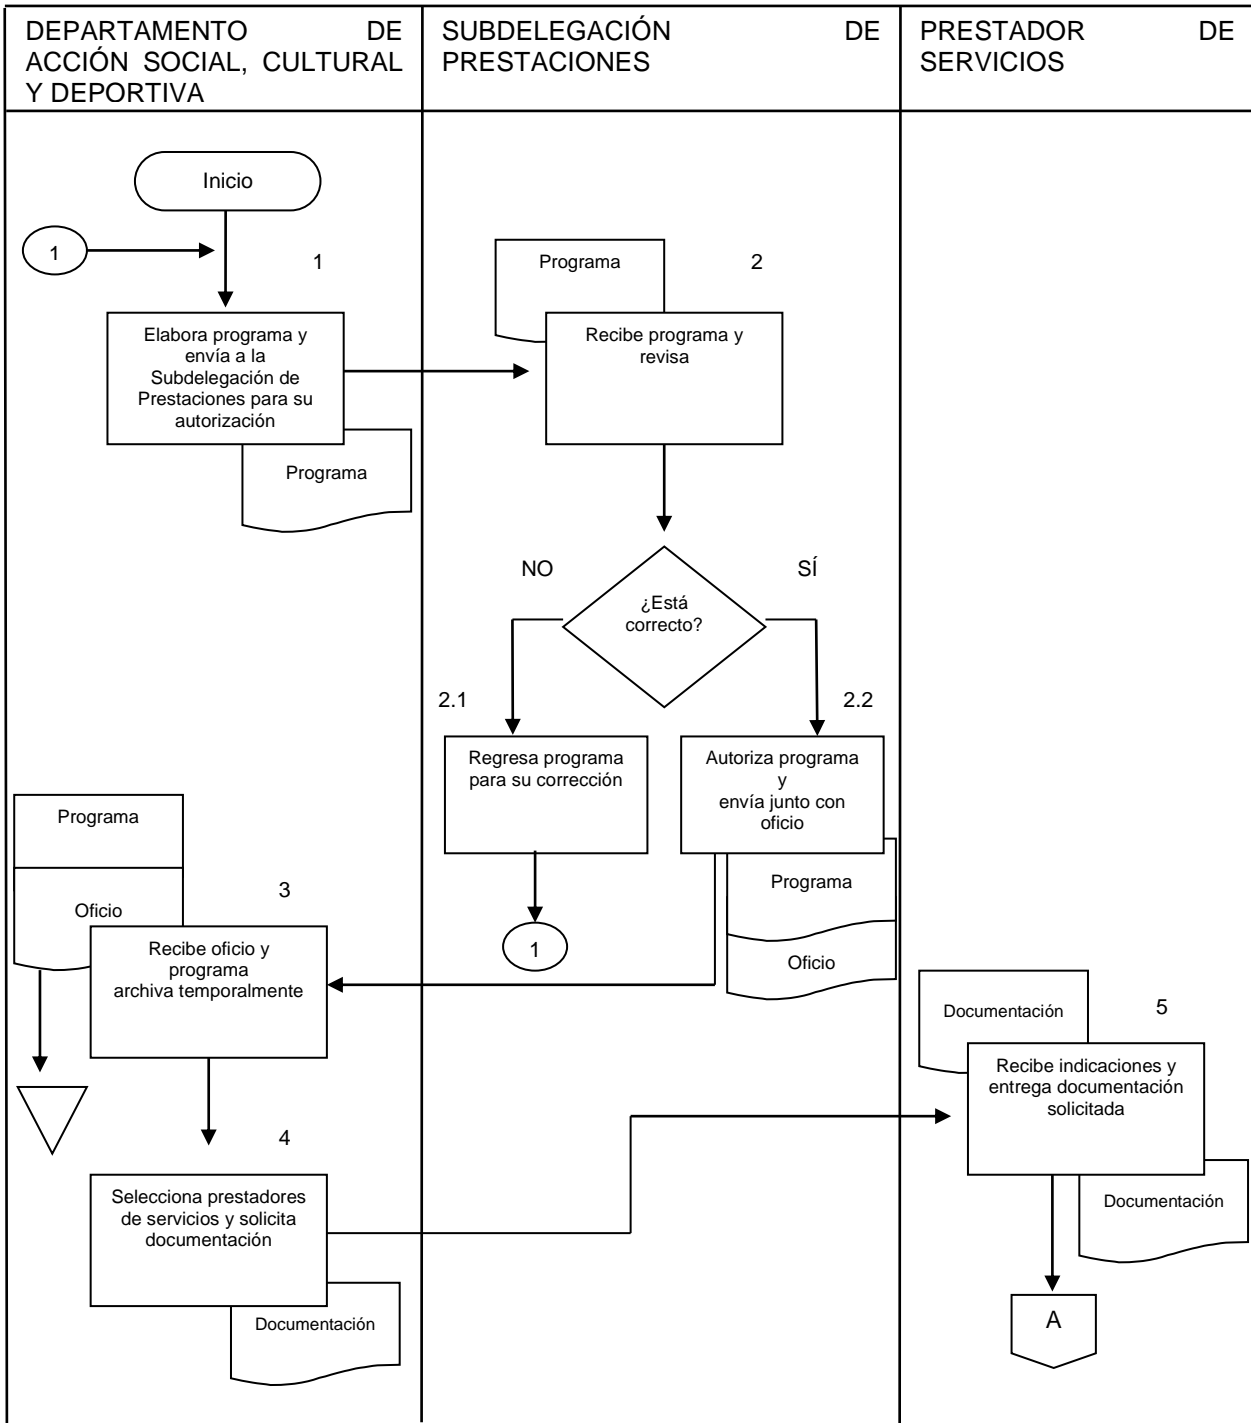 DEPARTAMENTO DE
ACCIÓN SOCIAL, CULTURAL
Y DEPORTIVA
SUBDELEGACIÓN DE
PRESTACIONES
PRESTADOR DE
SERVICIOS
Inicio
1
1
Elabora programa y
envía a la
Subdelegación de
Prestaciones para su
autorización
Programa
Programa
2
Recibe programa y
revisa
¿Está
correcto?
NO
SÍ
2.1
Regresa programa
para su corrección
1
2.2
Autoriza programa
y
envía junto con
oficio
Programa
Oficio
Programa
Oficio
3
Recibe oficio y
programa
archiva temporalmente
4
Selecciona prestadores
de servicios y solicita
documentación
Documentación
Documentación
5
Recibe indicaciones y
entrega documentación
solicitada
Documentación
A